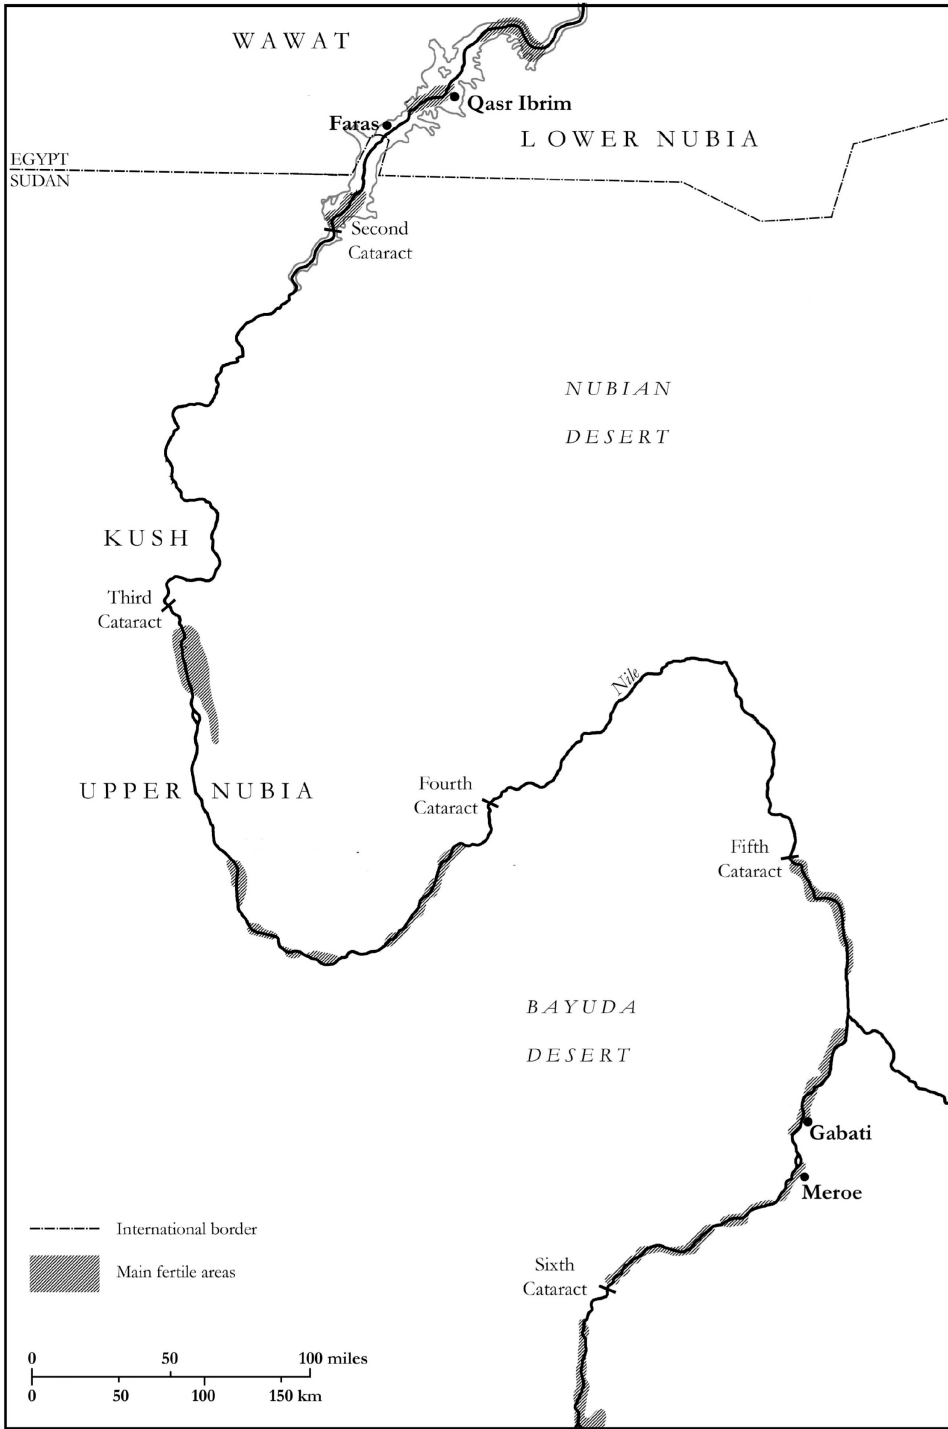 WAWAT
Qasr Ibrim
Faras
LOWER NUBIA
EGYPT
SUDAN
Second
Cataract
NUBIAN
DESERT
KUSH
Third
Cataract
Nile
UPPER NUBIA
Fourth
Cataract
Fifth
Cataract
BAYUDA
DESERT
Gabati
Meroe
International border
Main fertile areas
Sixth
Cataract
0 50 100 miles
0 50 100 150 km